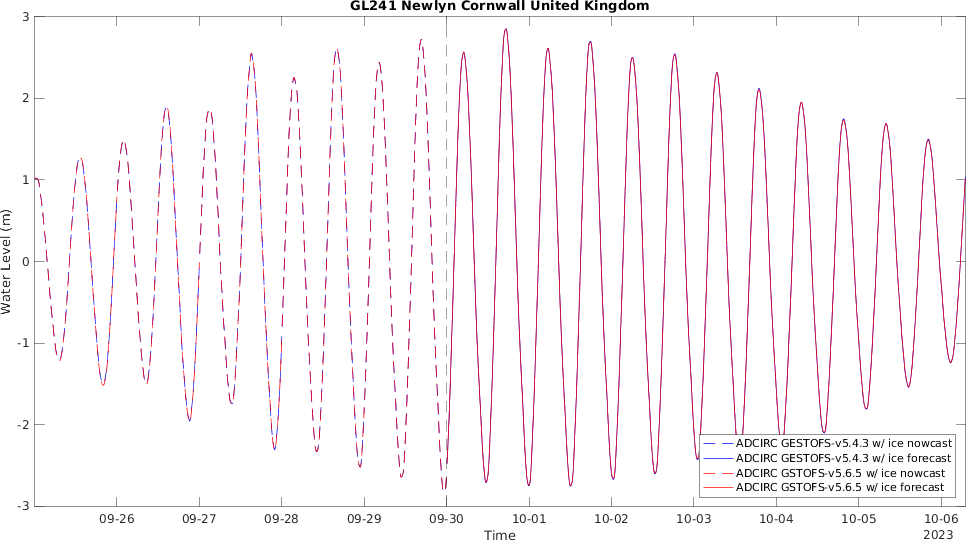 GL241 Newlyn Cornwall United Kingdom
3
2
1
0
-1
-2
-3
Water Level (m)
ADCIRC GESTOFS-v5.4.3 w/ ice nowcast
ADCIRC GESTOFS-v5.4.3 w/ ice forecast
ADCIRC GSTOFS-v5.6.5 w/ ice nowcast
ADCIRC GSTOFS-v5.6.5 w/ ice forecast
09-26 09-27 09-28 09-29 09-30 10-01 10-02 10-03 10-04 10-05 10-06
2023
Time